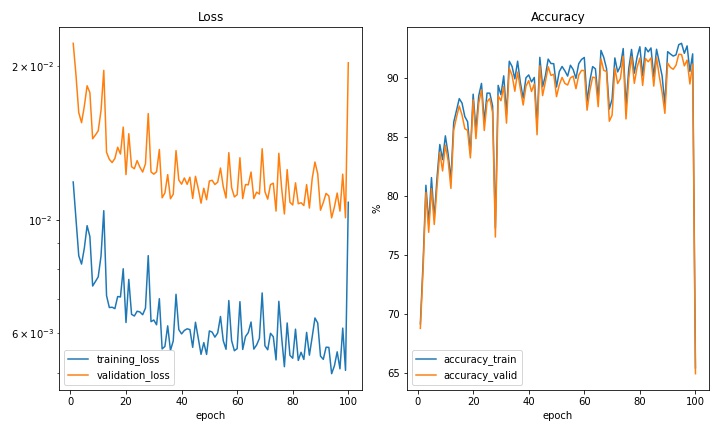 Loss
2 × 10⁻²
10⁻²
6 × 10⁻³
training_loss
validation_loss
0
20
40
60
80
100
epoch
Accuracy
%
90
85
80
75
70
65
accuracy_train
accuracy_valid
0
20
40
60
80
100
epoch